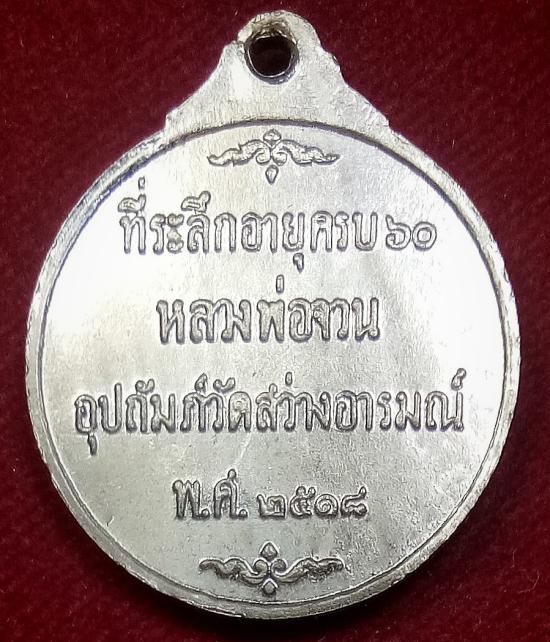 ที่ระลึกอายุครบ ๖๐
หลวงพ่อจวน
อุปถัมภ์วัดสว่างอารมณ์
พ.ศ. ๒๕๑๘